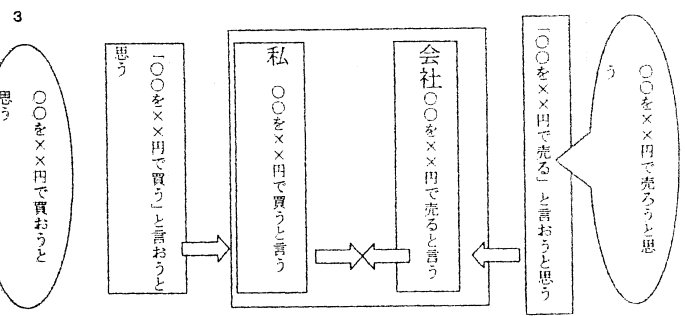 3
〇〇を××円で売ろうと思
う
「〇〇を××円で売る」と言おうと思う
会社
〇〇を××円で売ると言う
私
〇〇を××円で買うと言う
「〇〇を××円で買う」と言おうと
思う
〇〇を××円で買おうと
思う